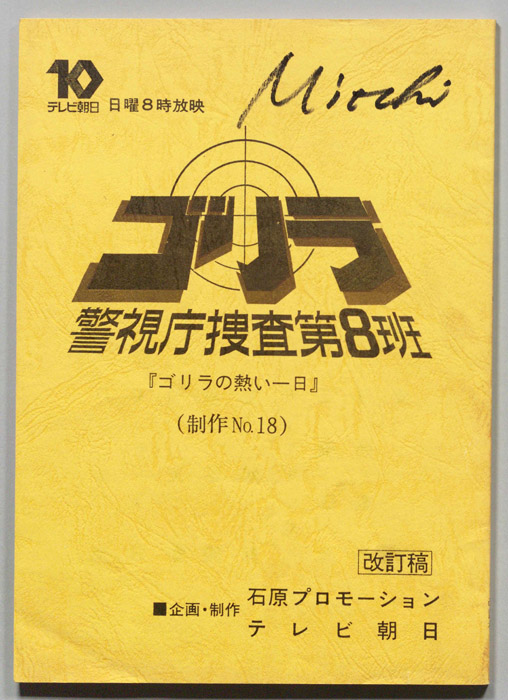 10
テレビ朝日 日曜8時放映
ゴリラ
警視庁捜査第8班
『ゴリラの熱い一日』
(制作No.18)
改訂稿
■企画・制作 石原プロモーション
テレビ朝日